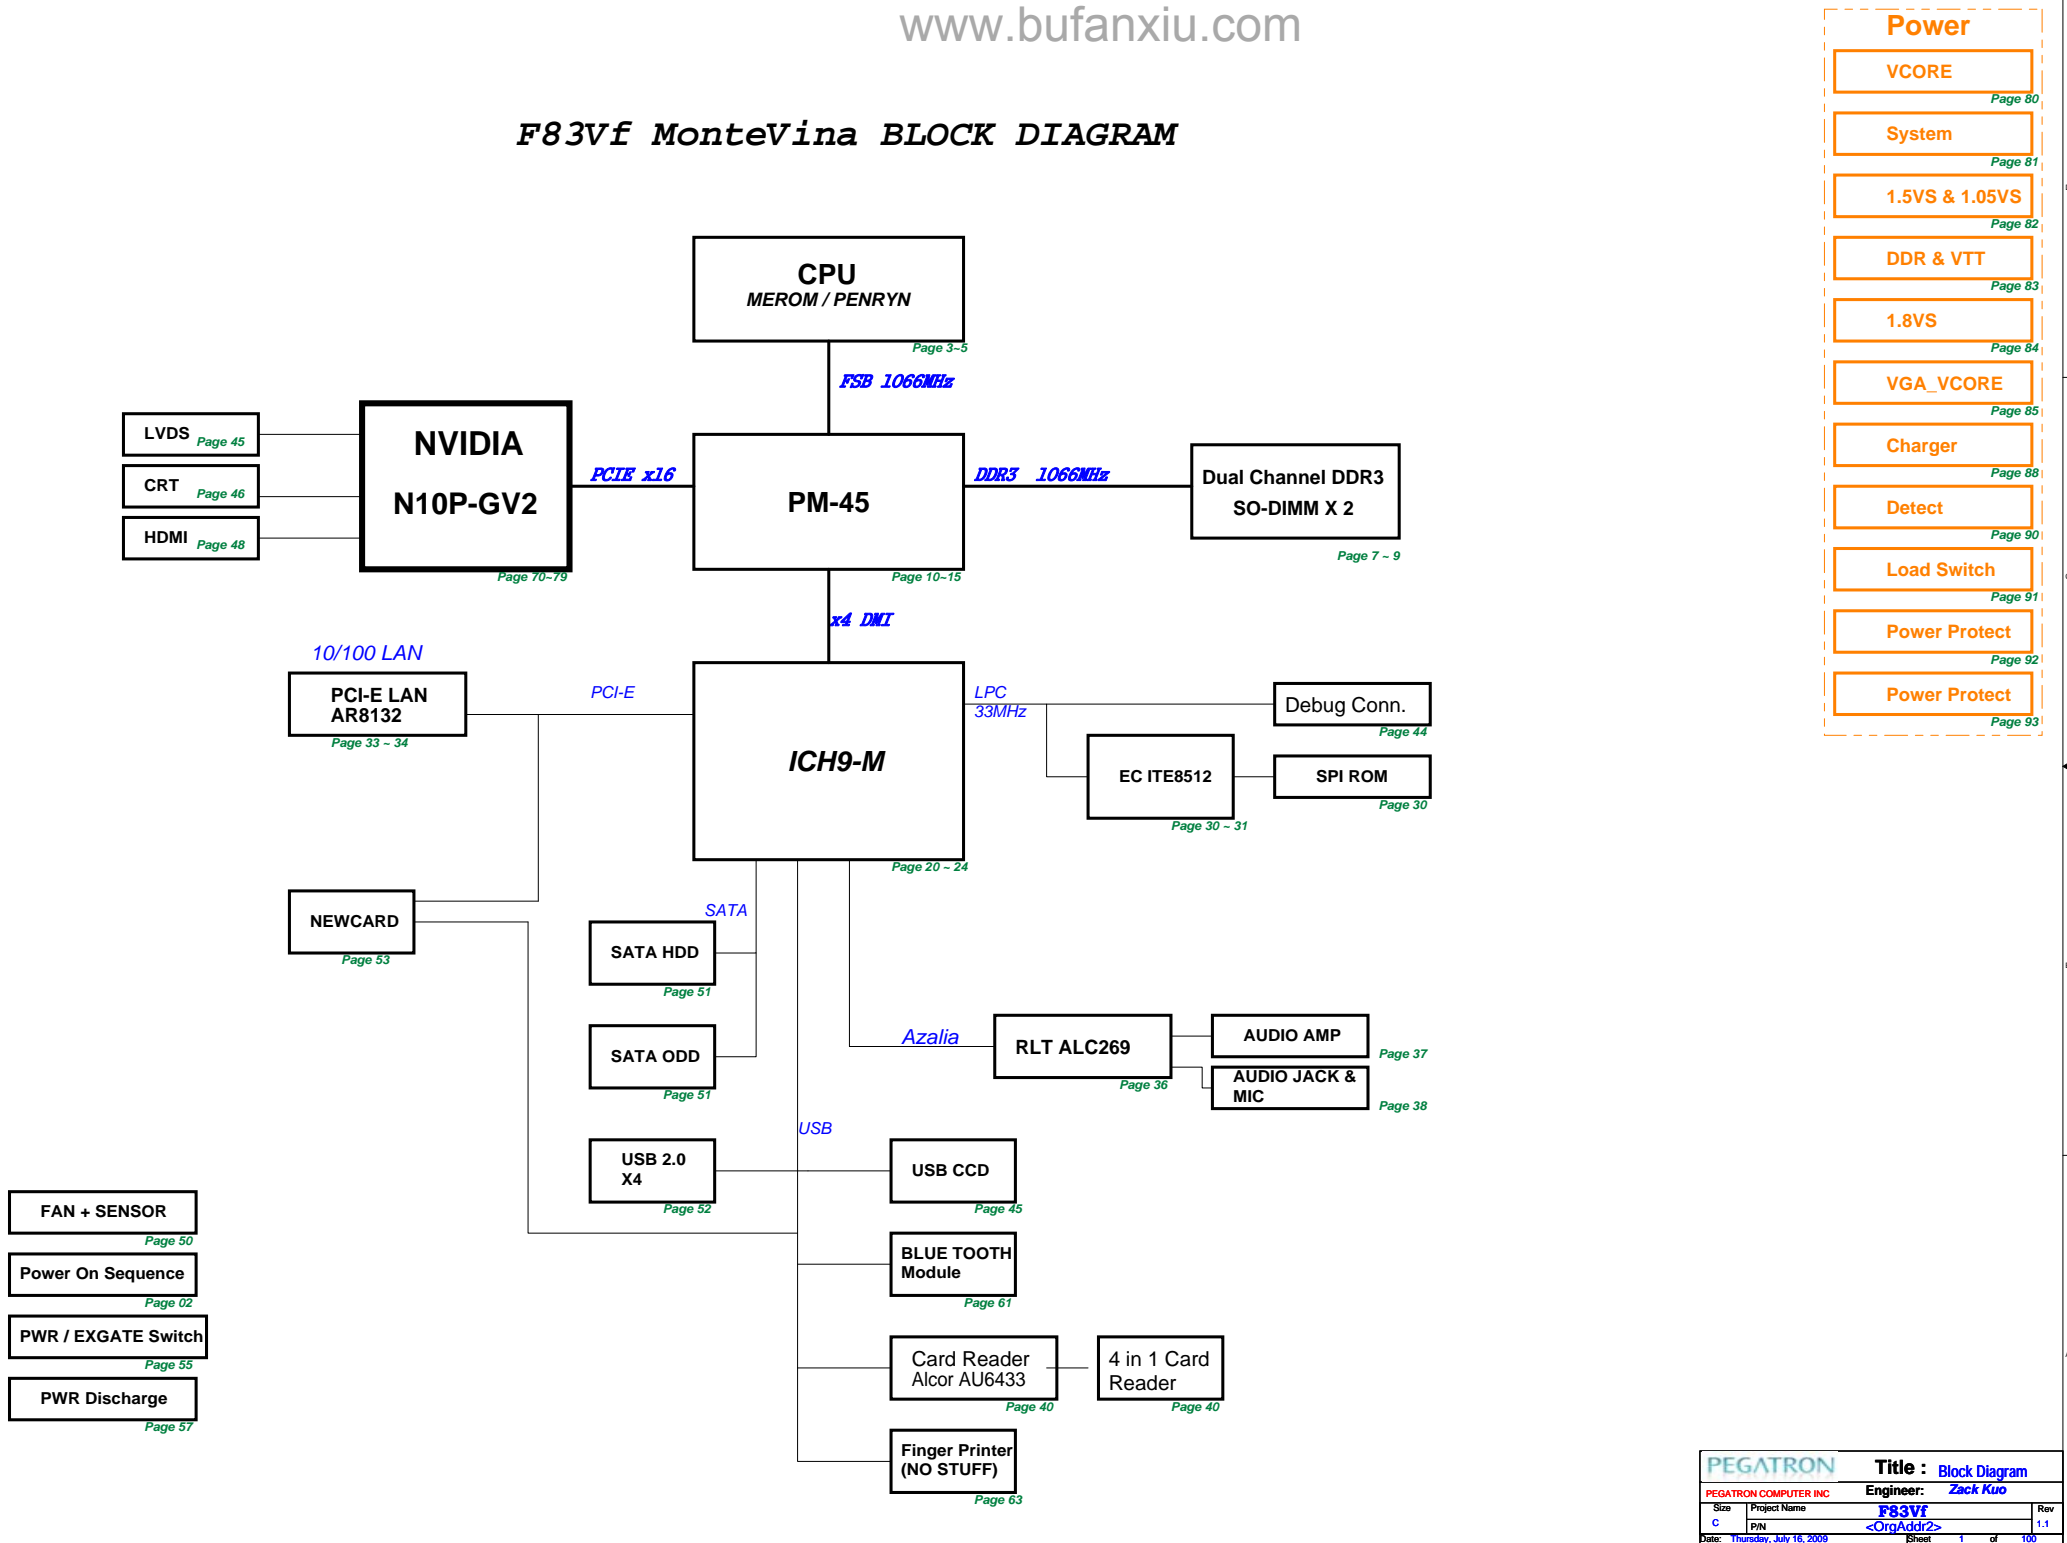 www.bufanxiu.com
F83Vf MonteVina BLOCK DIAGRAM
CPU
MEROM / PENRYN
Page 3~5
FSB 1066MHz
LVDS
Page 45
CRT
Page 46
HDMI
Page 48
NVIDIA
N10P-GV2
Page 70~79
PCIE x16
PM-45
Page 10~15
DDR3 1066MHz
Dual Channel DDR3
SO-DIMM X 2
Page 7 ~ 9
x4 DMI
10/100 LAN
PCI-E LAN
AR8132
Page 33 ~ 34
PCI-E
ICH9-M
Page 20 ~ 24
LPC
33MHz
Debug Conn.
Page 44
EC ITE8512
Page 30 ~ 31
SPI ROM
Page 30
NEWCARD
Page 53
SATA
SATA HDD
Page 51
SATA ODD
Page 51
Azalia
RLT ALC269
Page 36
AUDIO AMP
Page 37
AUDIO JACK &
MIC
Page 38
USB
USB 2.0
X4
Page 52
USB CCD
Page 45
BLUE TOOTH
Module
Page 61
Card Reader
Alcor AU6433
Page 40
4 in 1 Card
Reader
Page 40
Finger Printer
(NO STUFF)
Page 63
FAN + SENSOR
Page 50
Power On Sequence
Page 02
PWR / EXGATE Switch
Page 55
PWR Discharge
Page 57
Power
VCORE
Page 80
System
Page 81
1.5VS & 1.05VS
Page 82
DDR & VTT
Page 83
1.8VS
Page 84
VGA_VCORE
Page 85
Charger
Page 88
Detect
Page 90
Load Switch
Page 91
Power Protect
Page 92
Power Protect
Page 93
PEGATRON
Title : Block Diagram
PEGATRON COMPUTER INC
Engineer: Zack Kuo
Size
Project Name
Rev
C
F83Vf
1.1
P/N
<OrgAddr2>
Date: Thursday, July 16, 2009
Sheet 1 of 100